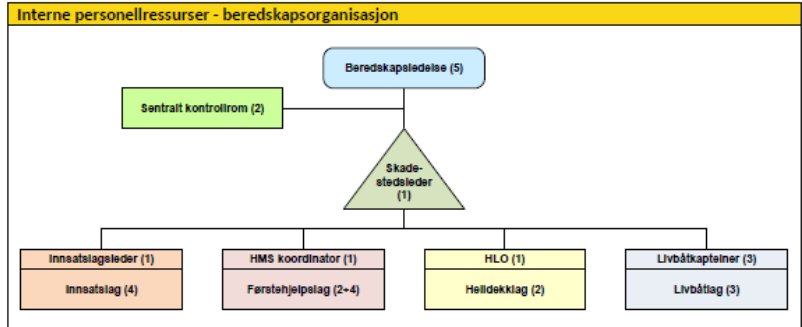 Interne personellressurser - beredskapsorganisasjon
Beredskapsledelse (5)
Sentralt kontrollrom (2)
Skade-
stedsleder
(1)
Innsatslagsleder (1)
Innsatslag (4)
HMS koordinator (1)
Førstehjelpslag (2+4)
HLO (1)
Helidekklag (2)
Livbåtkapteiner (3)
Livbåtlag (3)